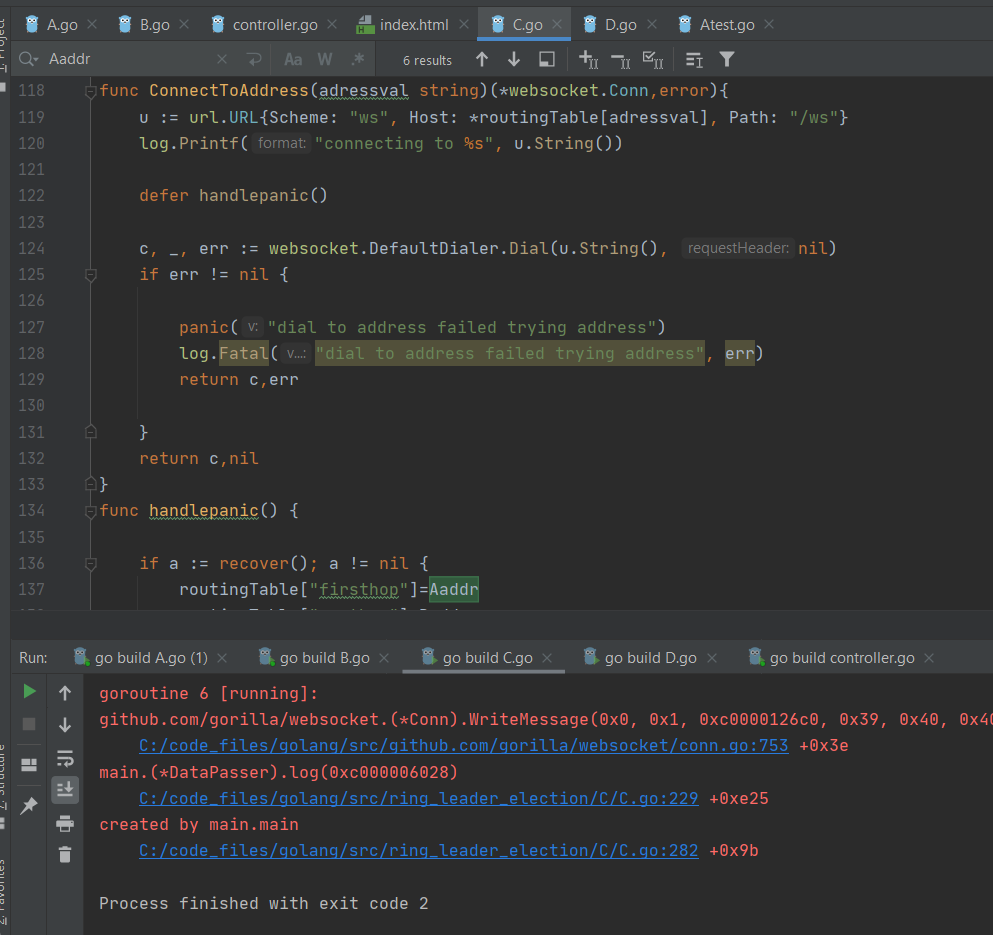 A.go B.go controller.go index.html C.go D.go Atest.go
Aaddr Aa W .* 6 results
118 func ConnectToAddress(adressval string)(*websocket.Conn,error){
119 u := url.URL{Scheme: "ws", Host: *routingTable[adressval], Path: "/ws"}
120 log.Printf( format: "connecting to %s", u.String())
121
122 defer handlepanic()
123
124 c, _, err := websocket.DefaultDialer.Dial(u.String(), requestHeader: nil)
125 if err != nil {
126
127 panic( v: "dial to address failed trying address")
128 log.Fatal( v...: "dial to address failed trying address", err)
129 return c,err
130
131 }
132 return c,nil
133 }
134 func handlepanic() {
135
136 if a := recover(); a != nil {
137 routingTable["firsthop"]=Aaddr
Run: go build A.go (1) go build B.go go build C.go go build D.go go build controller.go
goroutine 6 [running]:
github.com/gorilla/websocket.(*Conn).WriteMessage(0x0, 0x1, 0xc0000126c0, 0x39, 0x40, 0x40
C:/code_files/golang/src/github.com/gorilla/websocket/conn.go:753 +0x3e
main.(*DataPasser).log(0xc000006028)
C:/code_files/golang/src/ring_leader_election/C/C.go:229 +0xe25
created by main.main
C:/code_files/golang/src/ring_leader_election/C/C.go:282 +0x9b
Process finished with exit code 2